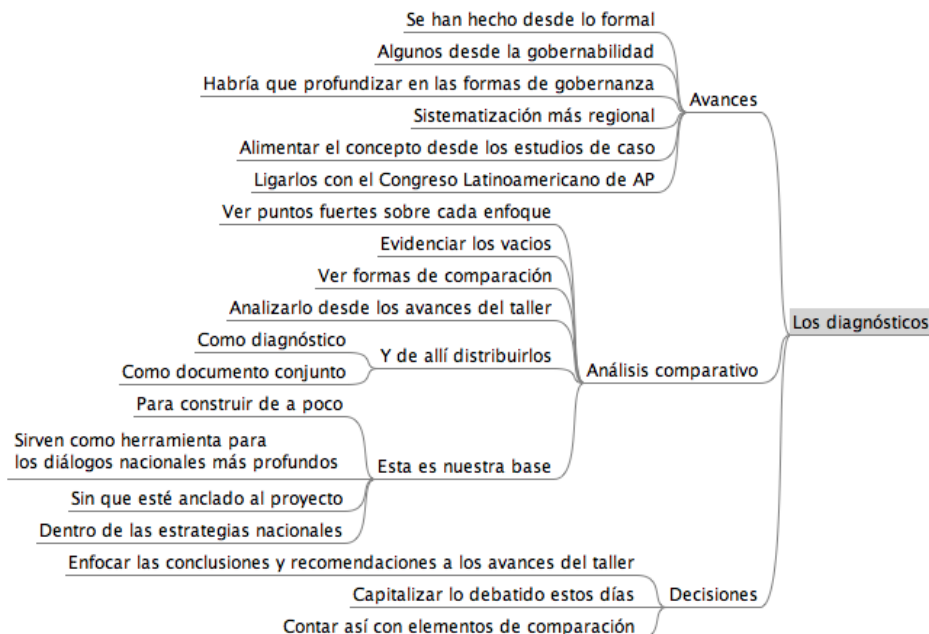 Se han hecho desde lo formal
Algunos desde la gobernabilidad
Habría que profundizar en las formas de gobernanza
Avances
Sistematización más regional
Alimentar el concepto desde los estudios de caso
Ligarlos con el Congreso Latinoamericano de AP
Ver puntos fuertes sobre cada enfoque
Evidenciar los vacios
Ver formas de comparación
Analizarlo desde los avances del taller
Los diagnósticos
Como diagnóstico
Y de allí distribuirlos
Como documento conjunto
Análisis comparativo
Para construir de a poco
Sirven como herramienta para
los diálogos nacionales más profundos
Esta es nuestra base
Sin que esté anclado al proyecto
Dentro de las estrategias nacionales
Enfocar las conclusiones y recomendaciones a los avances del taller
Capitalizar lo debatido estos días
Decisiones
Contar así con elementos de comparación